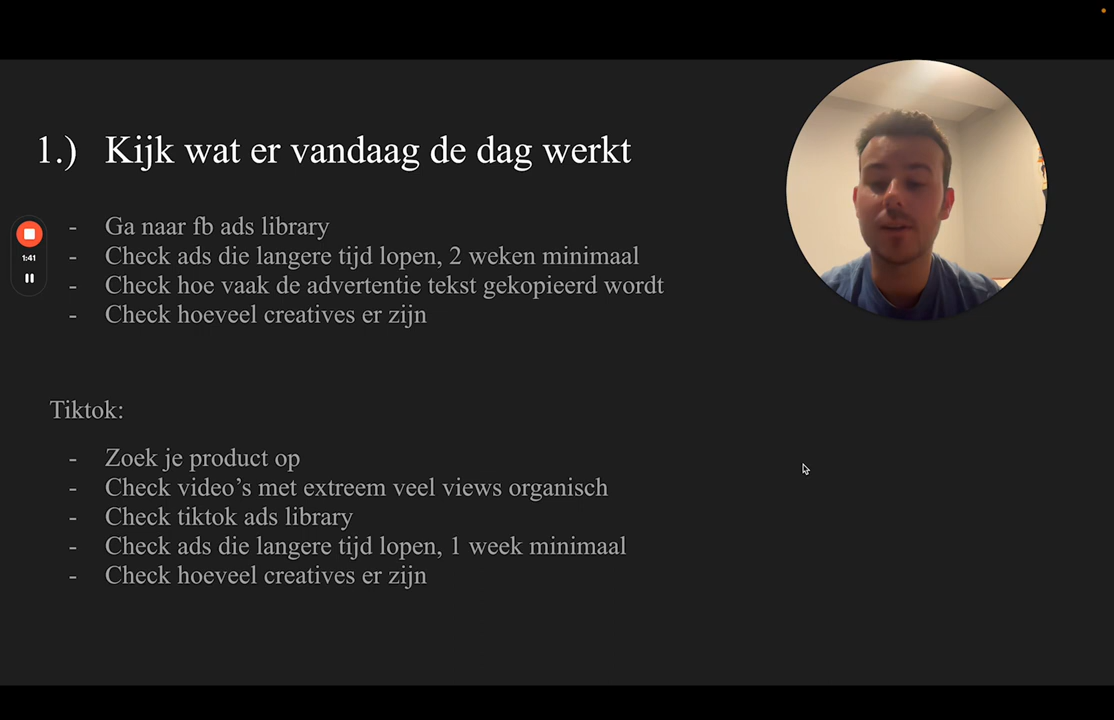 1.) Kijk wat er vandaag de dag werkt
- Ga naar fb ads library
- Check ads die langere tijd lopen, 2 weken minimaal
- Check hoe vaak de advertentie tekst gekopieerd wordt
- Check hoeveel creatives er zijn
1:41
Tiktok:
- Zoek je product op
- Check video’s met extreem veel views organisch
- Check tiktok ads library
- Check ads die langere tijd lopen, 1 week minimaal
- Check hoeveel creatives er zijn